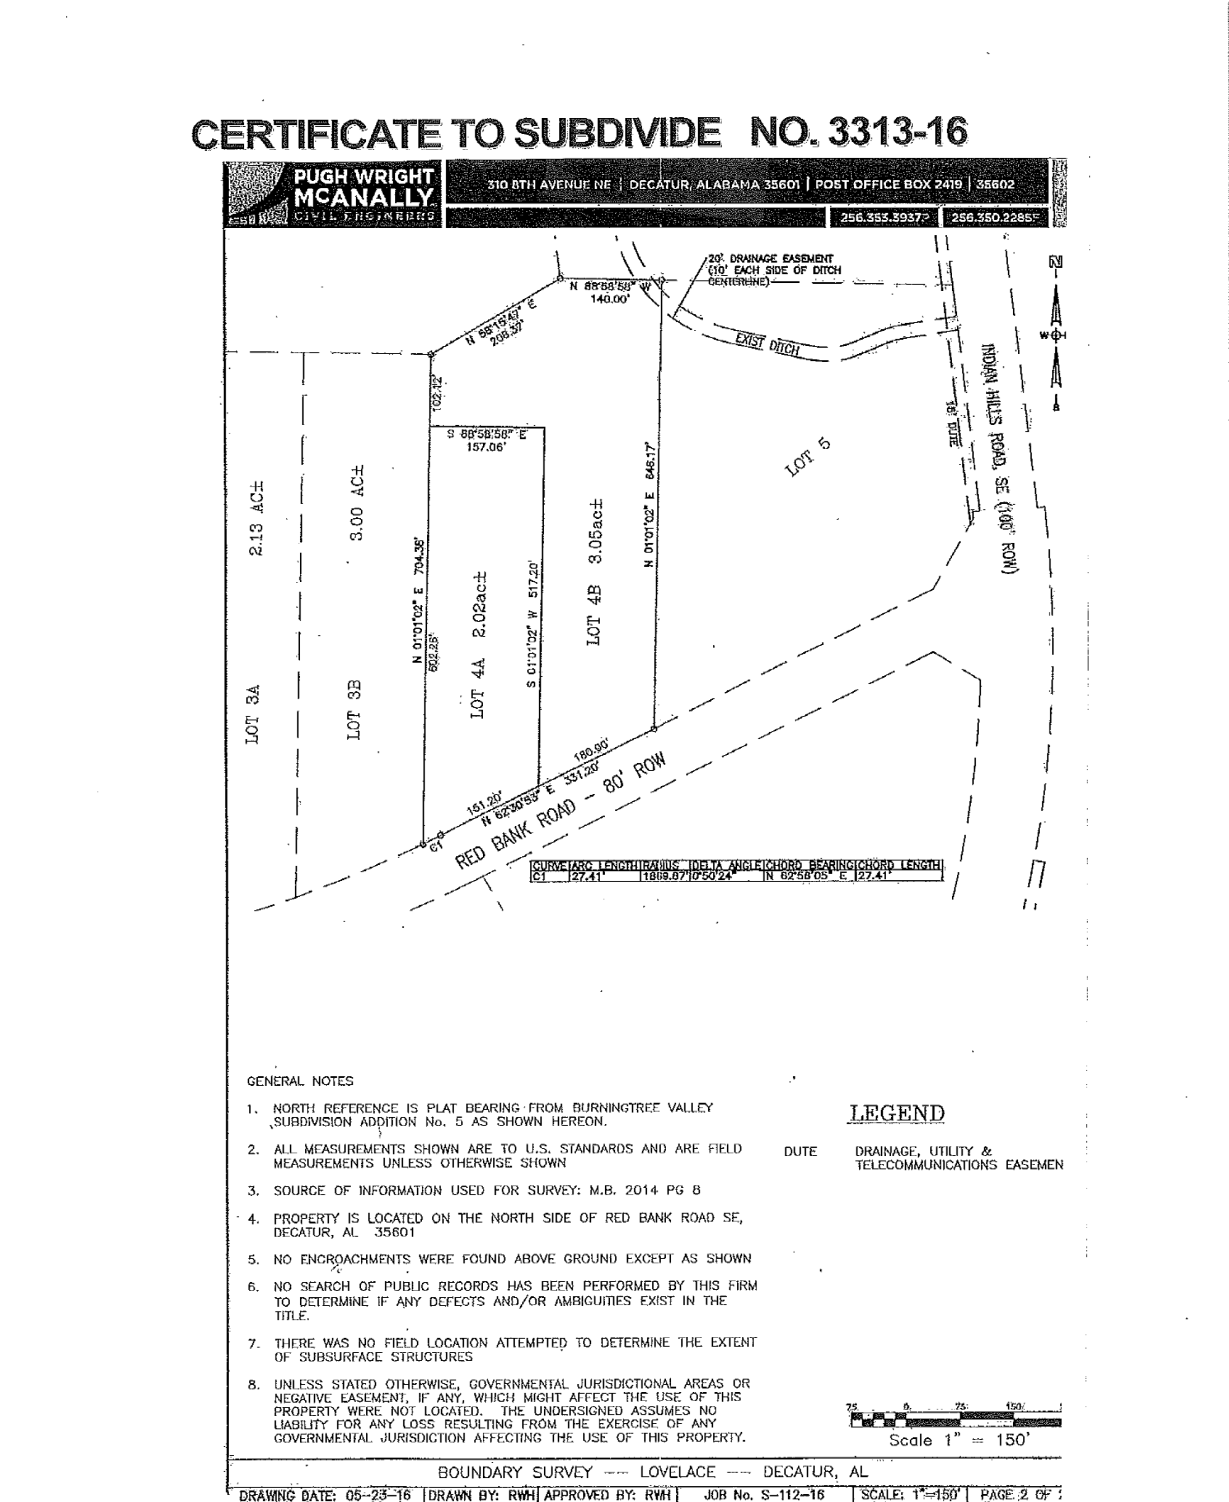 CERTIFICATE TO SUBDIVIDE NO. 3313-16
PUGH WRIGHT
MCANALLY
CIVIL ENGINEERS
310 8TH AVENUE NE | DECATUR, ALABAMA 35601 | POST OFFICE BOX 2419 | 35602
256.353.3937
256.350.2285
20' DRAINAGE EASEMENT
(10' EACH SIDE OF DITCH
CENTERLINE)
N
W
N 88°58'58" W
140.00'
E
EXIST DITCH
INDIAN HILLS ROAD, SE (100' ROW)
15' DUTE
102.12'
S 88°58'58" E
157.06'
LOT 5
2.13 AC±
3.00 AC±
N 01°01'02" E 704.38'
602.26'
LOT 4A 2.02ac±
S 01°01'02" W 517.20'
LOT 4B 3.05ac±
N 01°01'02" E 646.17'
LOT 3A
LOT 3B
151.20'
180.90'
N 62°30'53" E 331.20'
C1
RED BANK ROAD - 80' ROW
CURVE ARC LENGTH RADIUS DELTA ANGLE CHORD BEARING CHORD LENGTH
C1 27.41' 1869.87' 0°50'24" N 62°58'05" E 27.41'
GENERAL NOTES
1. NORTH REFERENCE IS PLAT BEARING FROM BURNINGTREE VALLEY
SUBDIVISION ADDITION No. 5 AS SHOWN HEREON.
2. ALL MEASUREMENTS SHOWN ARE TO U.S. STANDARDS AND ARE FIELD
MEASUREMENTS UNLESS OTHERWISE SHOWN
3. SOURCE OF INFORMATION USED FOR SURVEY: M.B. 2014 PG 8
4. PROPERTY IS LOCATED ON THE NORTH SIDE OF RED BANK ROAD SE,
DECATUR, AL 35601
5. NO ENCROACHMENTS WERE FOUND ABOVE GROUND EXCEPT AS SHOWN
6. NO SEARCH OF PUBLIC RECORDS HAS BEEN PERFORMED BY THIS FIRM
TO DETERMINE IF ANY DEFECTS AND/OR AMBIGUITIES EXIST IN THE
TITLE.
7. THERE WAS NO FIELD LOCATION ATTEMPTED TO DETERMINE THE EXTENT
OF SUBSURFACE STRUCTURES
8. UNLESS STATED OTHERWISE, GOVERNMENTAL JURISDICTIONAL AREAS OR
NEGATIVE EASEMENT, IF ANY, WHICH MIGHT AFFECT THE USE OF THIS
PROPERTY WERE NOT LOCATED. THE UNDERSIGNED ASSUMES NO
LIABILITY FOR ANY LOSS RESULTING FROM THE EXERCISE OF ANY
GOVERNMENTAL JURISDICTION AFFECTING THE USE OF THIS PROPERTY.
LEGEND
DUTE DRAINAGE, UTILITY &
TELECOMMUNICATIONS EASEMEN
75 0 75 150
Scale 1" = 150'
BOUNDARY SURVEY -- LOVELACE -- DECATUR, AL
DRAWING DATE: 05-23-16 DRAWN BY: RWH APPROVED BY: RWH JOB No. S-112-16 SCALE: 1"=150' PAGE 2 OF